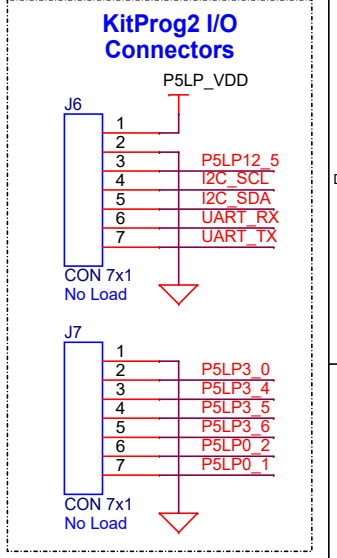 KitProg2 I/O
Connectors
P5LP_VDD
J6
1
2
3 P5LP12_5
4 I2C_SCL
5 I2C_SDA
6 UART_RX
7 UART_TX
CON 7x1
No Load
J7
1
2 P5LP3_0
3 P5LP3_4
4 P5LP3_5
5 P5LP3_6
6 P5LP0_2
7 P5LP0_1
CON 7x1
No Load